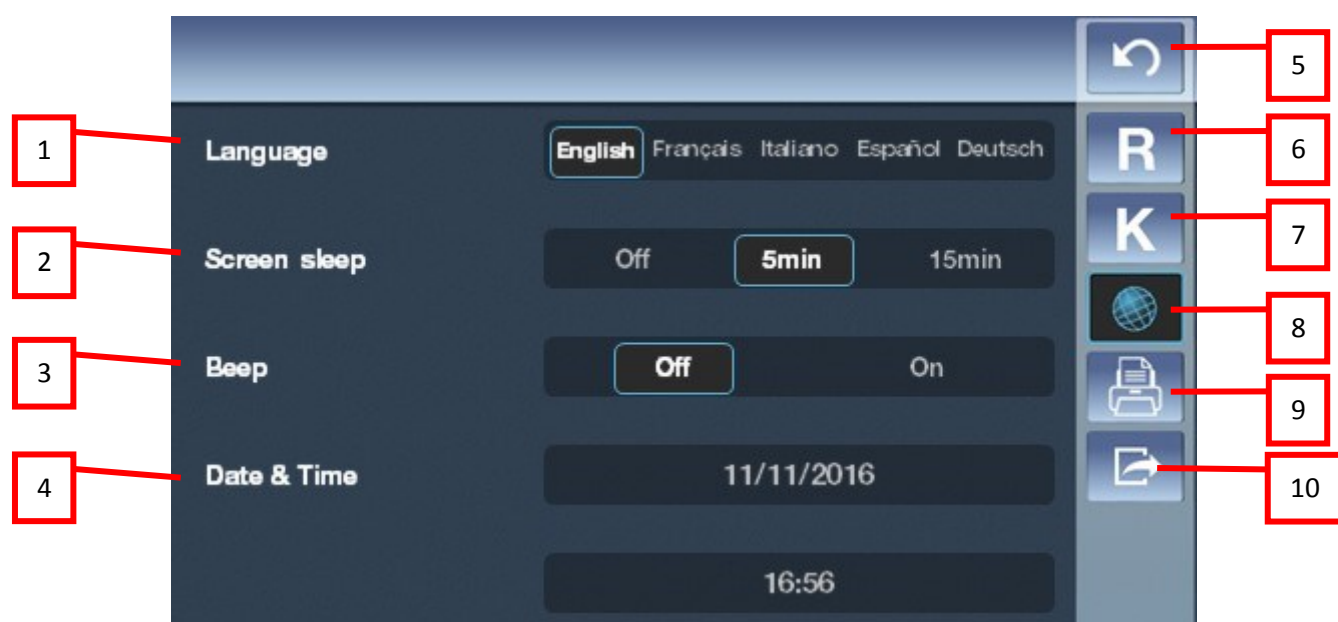 5
1 Language English Français Italiano Español Deutsch R 6
2 Screen sleep Off 5min 15min K 7
8
3 Beep Off On
9
4 Date & Time 11/11/2016 10
16:56